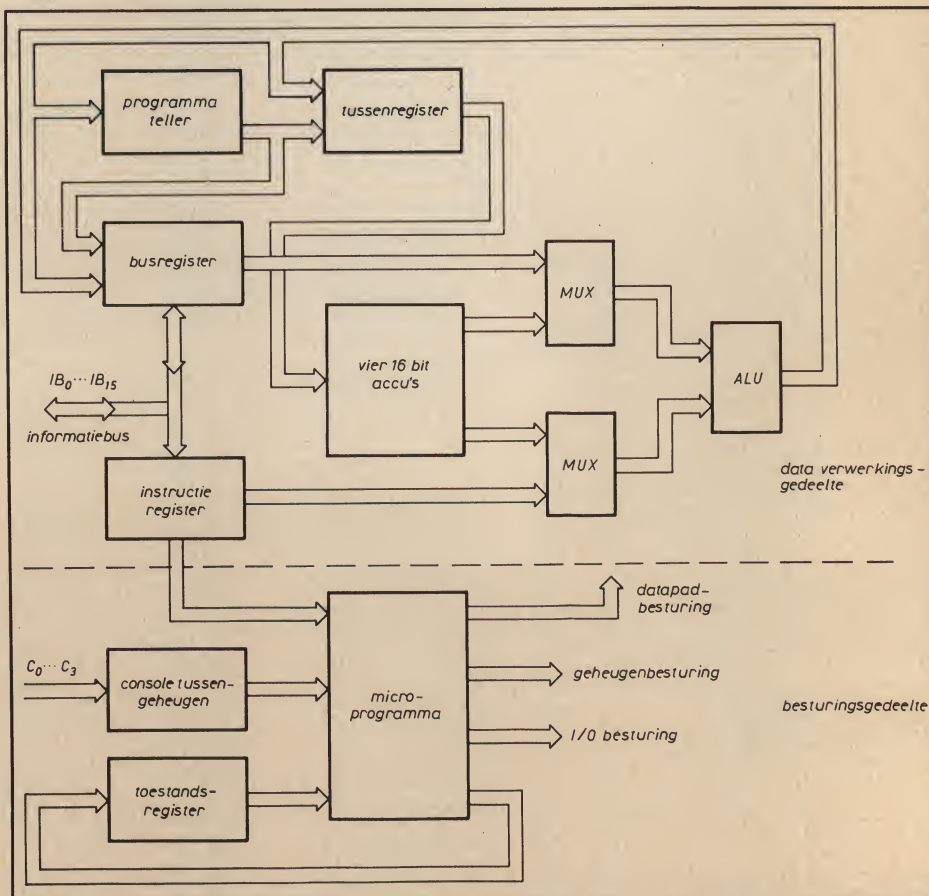 programma
teller
tussenregister
busregister
MUX
vier 16 bit
accu's
ALU
IB₀ ··· IB₁₅
informatiebus
MUX
instructie
register
data verwerkings-
gedeelte
datapad-
besturing
C₀ ··· C₃
console tussen-
geheugen
micro-
programma
geheugenbesturing
besturingsgedeelte
I/O besturing
toestands-
register